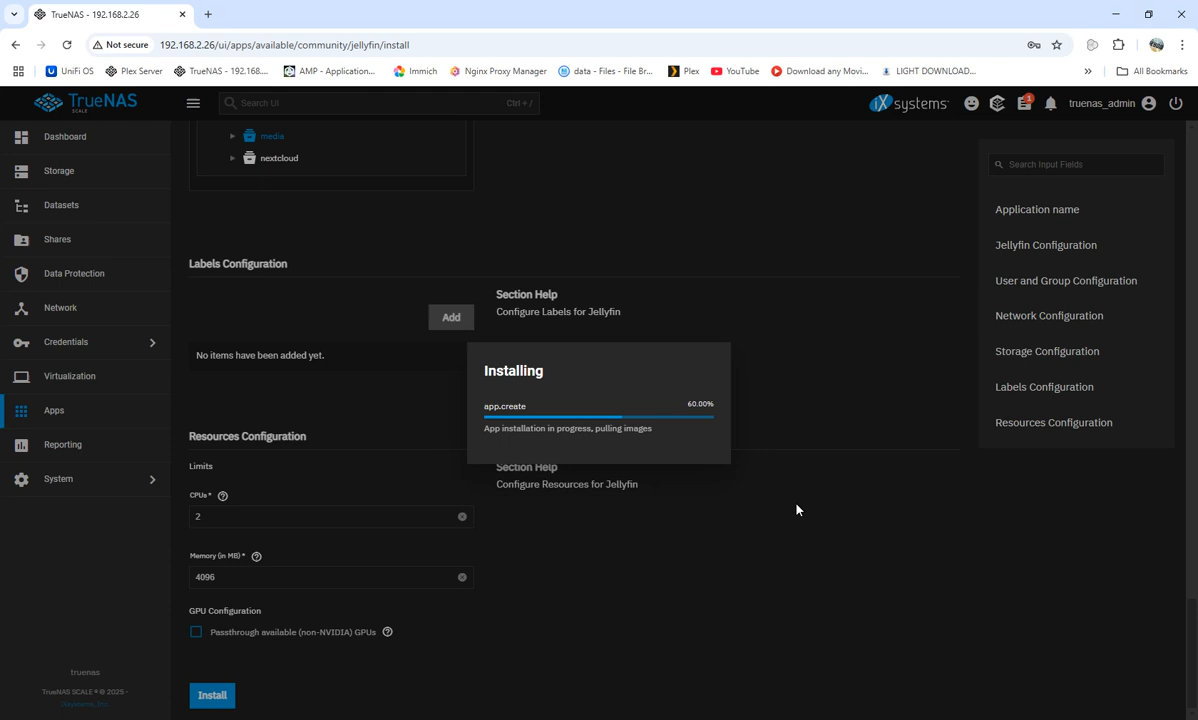 TrueNAS - 192.168.2.26
Not secure
192.168.2.26/ui/apps/available/community/jellyfin/install
UniFi OS
Plex Server
TrueNAS - 192.168....
AMP - Application...
Immich
Nginx Proxy Manager
data - Files - File Br...
Plex
YouTube
Download any Movi...
LIGHT DOWNLOAD...
All Bookmarks
TrueNAS
SCALE
Search UI
Ctrl + /
iXsystems
1
truenas_admin
Dashboard
Storage
Datasets
Shares
Data Protection
Network
Credentials
Virtualization
Apps
Reporting
System
truenas
TrueNAS SCALE ® © 2025 -
iXsystems, Inc.
media
nextcloud
Labels Configuration
Section Help
Configure Labels for Jellyfin
Add
No items have been added yet.
Installing
app.create
60.00%
App installation in progress, pulling images
Resources Configuration
Limits
Section Help
Configure Resources for Jellyfin
CPUs *
2
Memory (in MB) *
4096
GPU Configuration
Passthrough available (non-NVIDIA) GPUs
Install
Search Input Fields
Application name
Jellyfin Configuration
User and Group Configuration
Network Configuration
Storage Configuration
Labels Configuration
Resources Configuration